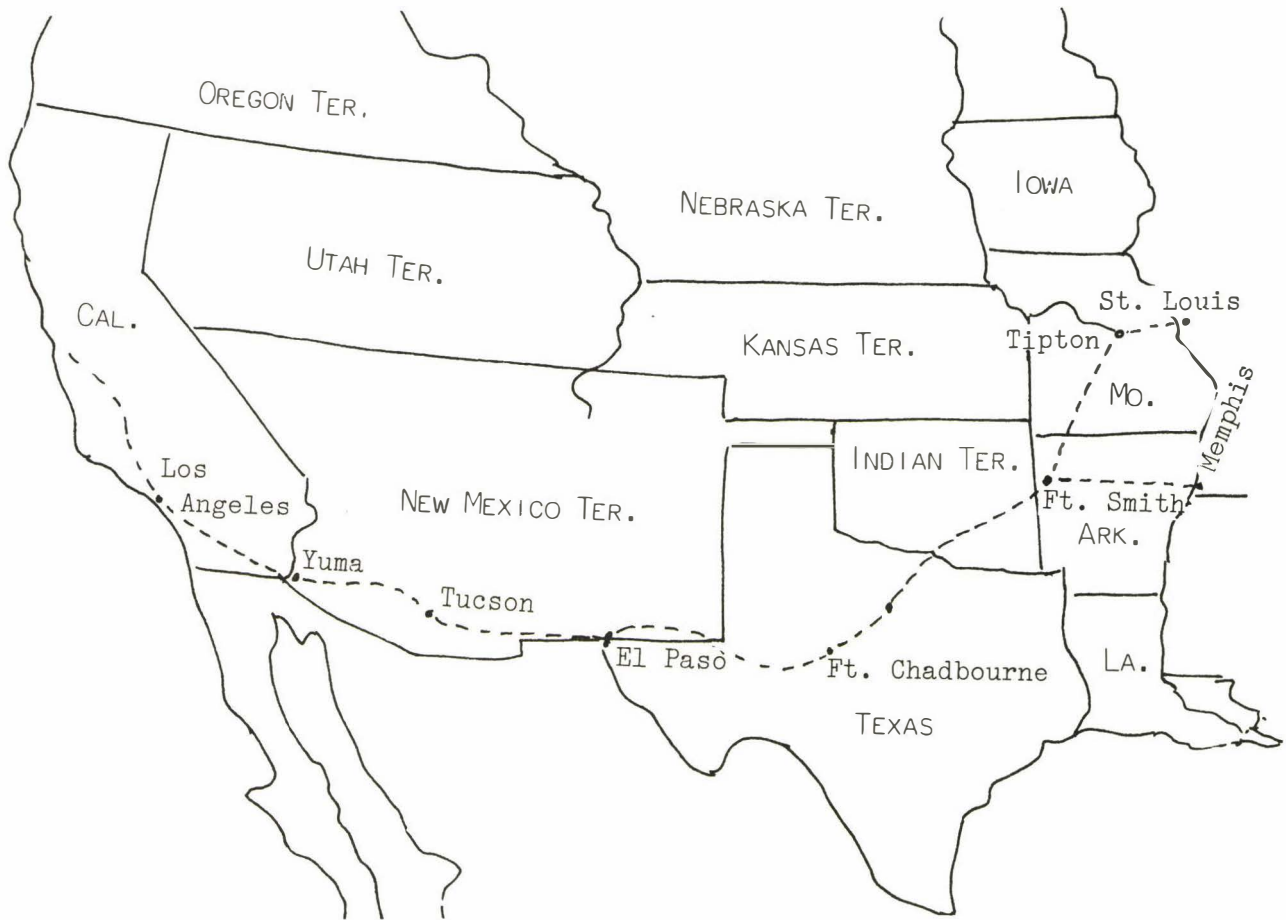 OREGON TER.
IOWA
NEBRASKA TER.
UTAH TER.
St. Louis
CAL.
Tipton
KANSAS TER.
MO.
Memphis
Los
Angeles
INDIAN TER.
NEW MEXICO TER.
Ft. Smith
ARK.
Yuma
Tucson
El Paso
Ft. Chadbourne
LA.
TEXAS